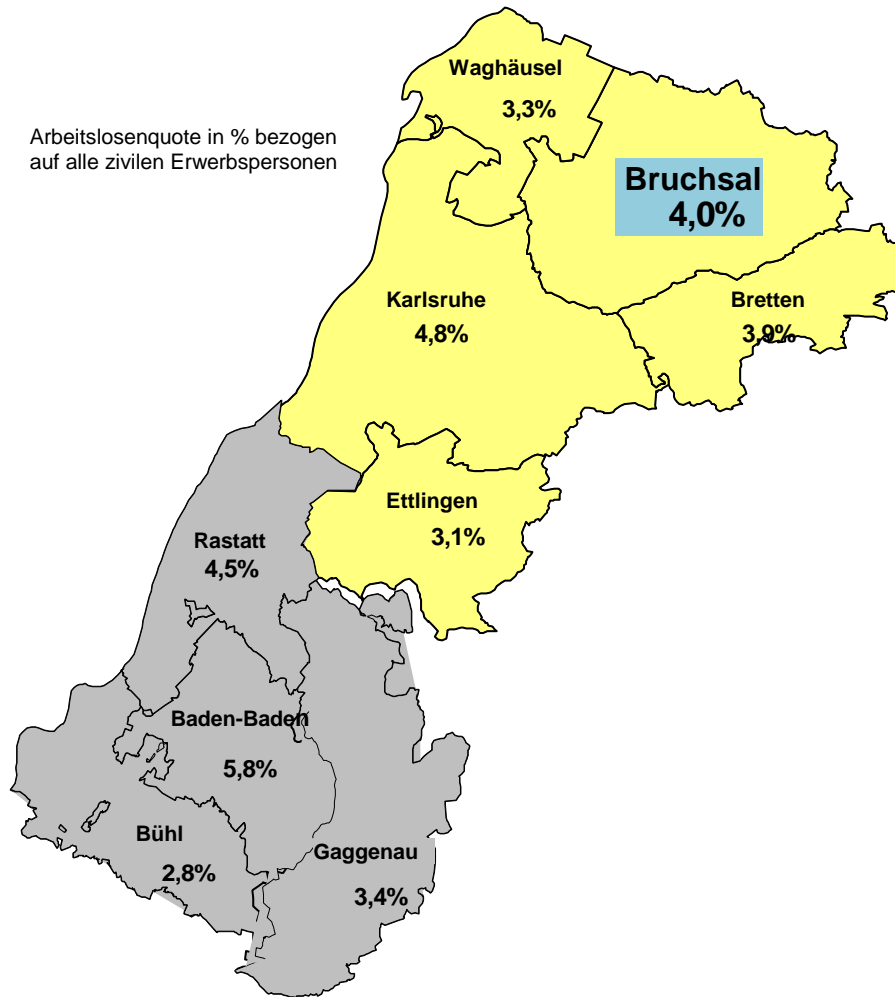 Waghäusel
3,3%
Arbeitslosenquote in % bezogen
auf alle zivilen Erwerbspersonen
Bruchsal
4,0%
Karlsruhe
4,8%
Bretten
3,9%
Ettlingen
3,1%
Rastatt
4,5%
Baden-Baden
5,8%
Bühl
2,8%
Gaggenau
3,4%